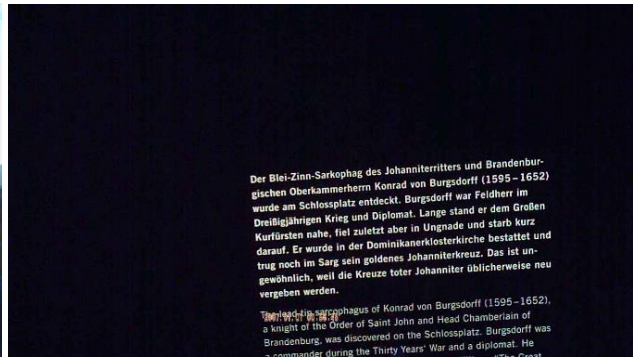 Der Blei-Zinn-Sarkophag des Johanniterritters und Brandenbur-
gischen Oberkammerherrn Konrad von Burgsdorff (1595–1652)
wurde am Schlossplatz entdeckt. Burgsdorff war Feldherr im
Dreißigjährigen Krieg und Diplomat. Lange stand er dem Großen
Kurfürsten nahe, fiel zuletzt aber in Ungnade und starb kurz
darauf. Er wurde in der Dominikanerklosterkirche bestattet und
trug noch im Sarg sein goldenes Johanniterkreuz. Das ist un-
gewöhnlich, weil die Kreuze toter Johanniter üblicherweise neu
vergeben werden.
The lead-tin sarcophagus of Konrad von Burgsdorff (1595–1652),
a knight of the Order of Saint John and Head Chamberlain of
Brandenburg, was discovered on the Schlossplatz. Burgsdorff was
a commander during the Thirty Years' War and a diplomat. He
"The Great